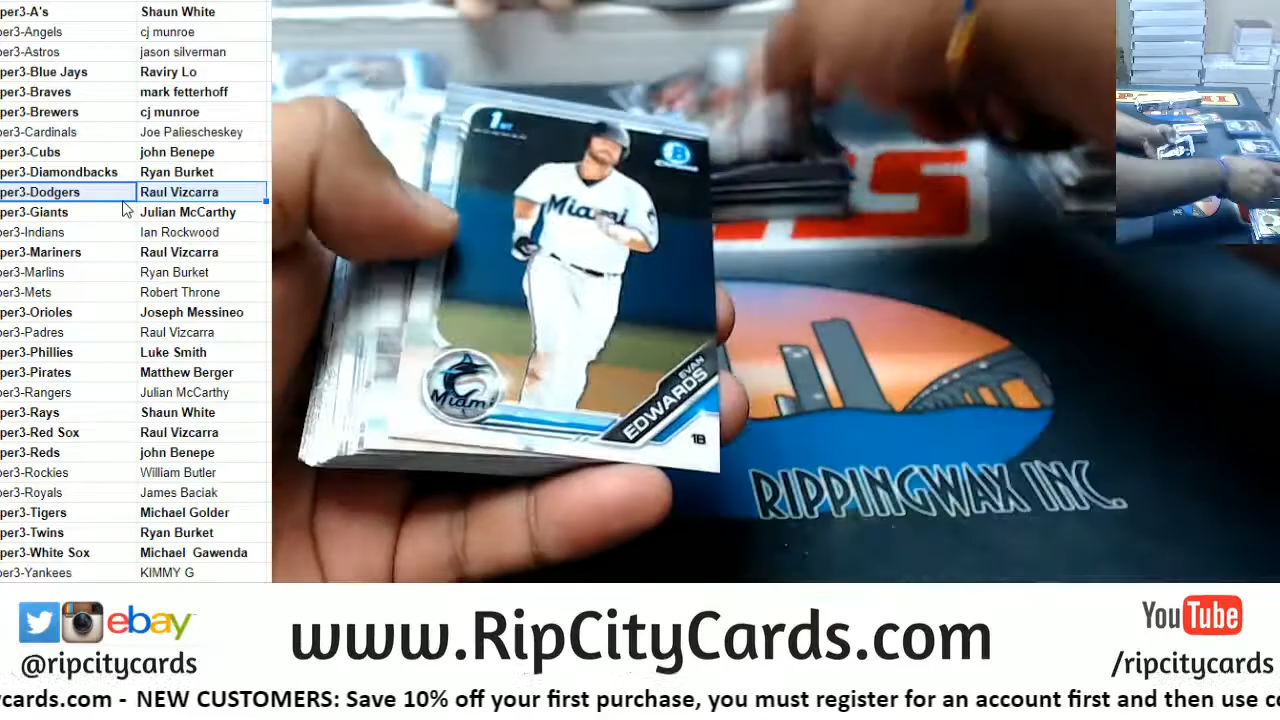 per3-A's Shaun White
per3-Angels cj munroe
per3-Astros jason silverman
per3-Blue Jays Raviry Lo
per3-Braves mark fetterhoff
per3-Brewers cj munroe
per3-Cardinals Joe Paliescheskey
per3-Cubs john Benepe
per3-Diamondbacks Ryan Burket
per3-Dodgers Raul Vizcarra
per3-Giants Julian McCarthy
per3-Indians Ian Rockwood
per3-Mariners Raul Vizcarra
per3-Marlins Ryan Burket
per3-Mets Robert Throne
per3-Orioles Joseph Messineo
per3-Padres Raul Vizcarra
per3-Phillies Luke Smith
per3-Pirates Matthew Berger
per3-Rangers Julian McCarthy
per3-Rays Shaun White
per3-Red Sox Raul Vizcarra
per3-Reds john Benepe
per3-Rockies William Butler
per3-Royals James Baciak
per3-Tigers Michael Golder
per3-Twins Ryan Burket
per3-White Sox Michael Gawenda
per3-Yankees KIMMY G
1st
B
Miami
Miami
EVAN
EDWARDS
1B
RIPPINGWAX INC.
ebay
@ripcitycards
www.RipCityCards.com
YouTube
/ripcitycards
cards.com - NEW CUSTOMERS: Save 10% off your first purchase, you must register for an account first and then use co